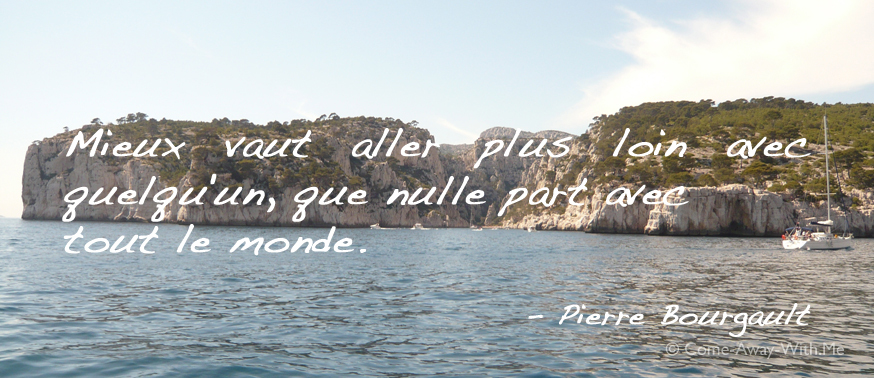 Mieux vaut aller plus loin avec
quelqu'un, que nulle part avec
tout le monde.
- Pierre Bourgault
© Come-Away-With.Me